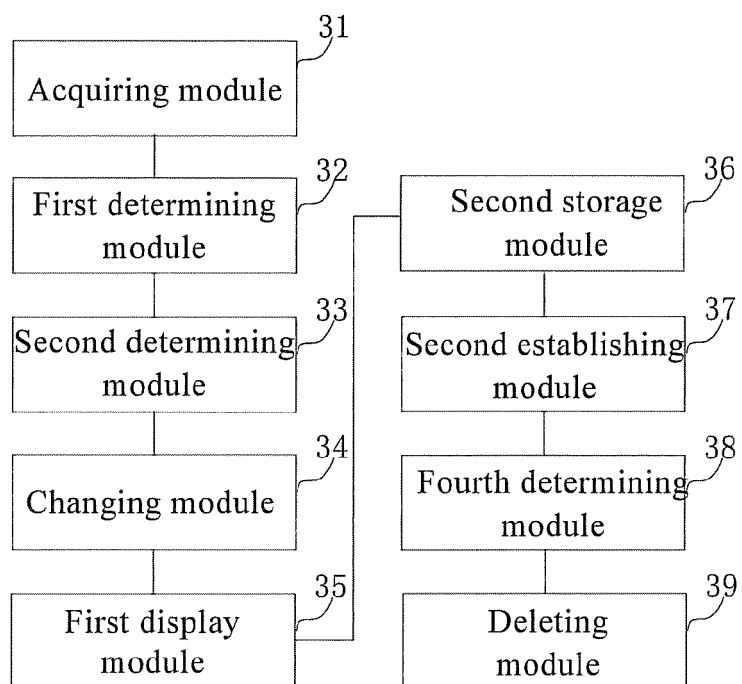 31
Acquiring module
32
First determining
module
33
Second determining
module
34
Changing module
35
First display
module
36
Second storage
module
37
Second establishing
module
38
Fourth determining
module
39
Deleting
module